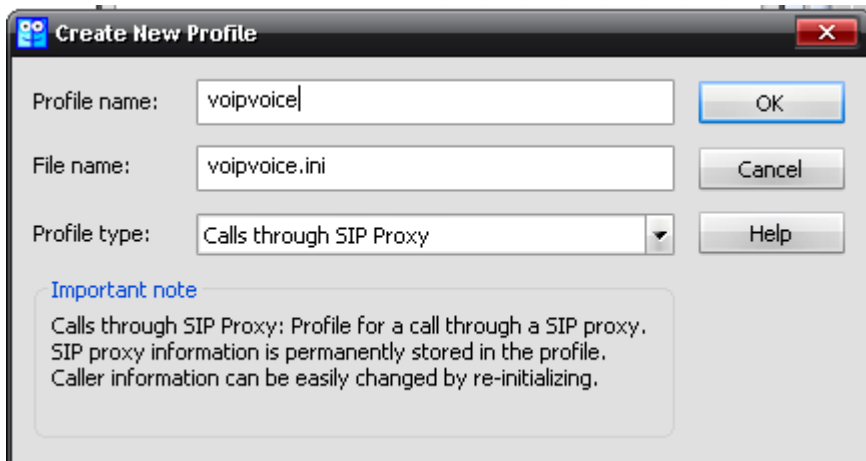 Create New Profile
Profile name:
voipvoice
OK
File name:
voipvoice.ini
Cancel
Profile type:
Calls through SIP Proxy
Help
Important note
Calls through SIP Proxy: Profile for a call through a SIP proxy.
SIP proxy information is permanently stored in the profile.
Caller information can be easily changed by re-initializing.